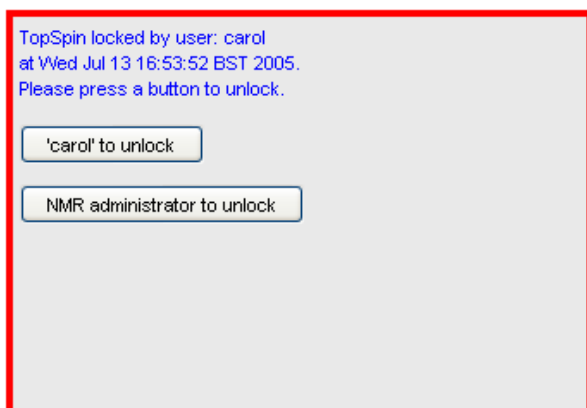 TopSpin locked by user: carol
at Wed Jul 13 16:53:52 BST 2005.
Please press a button to unlock.
'carol' to unlock
NMR administrator to unlock